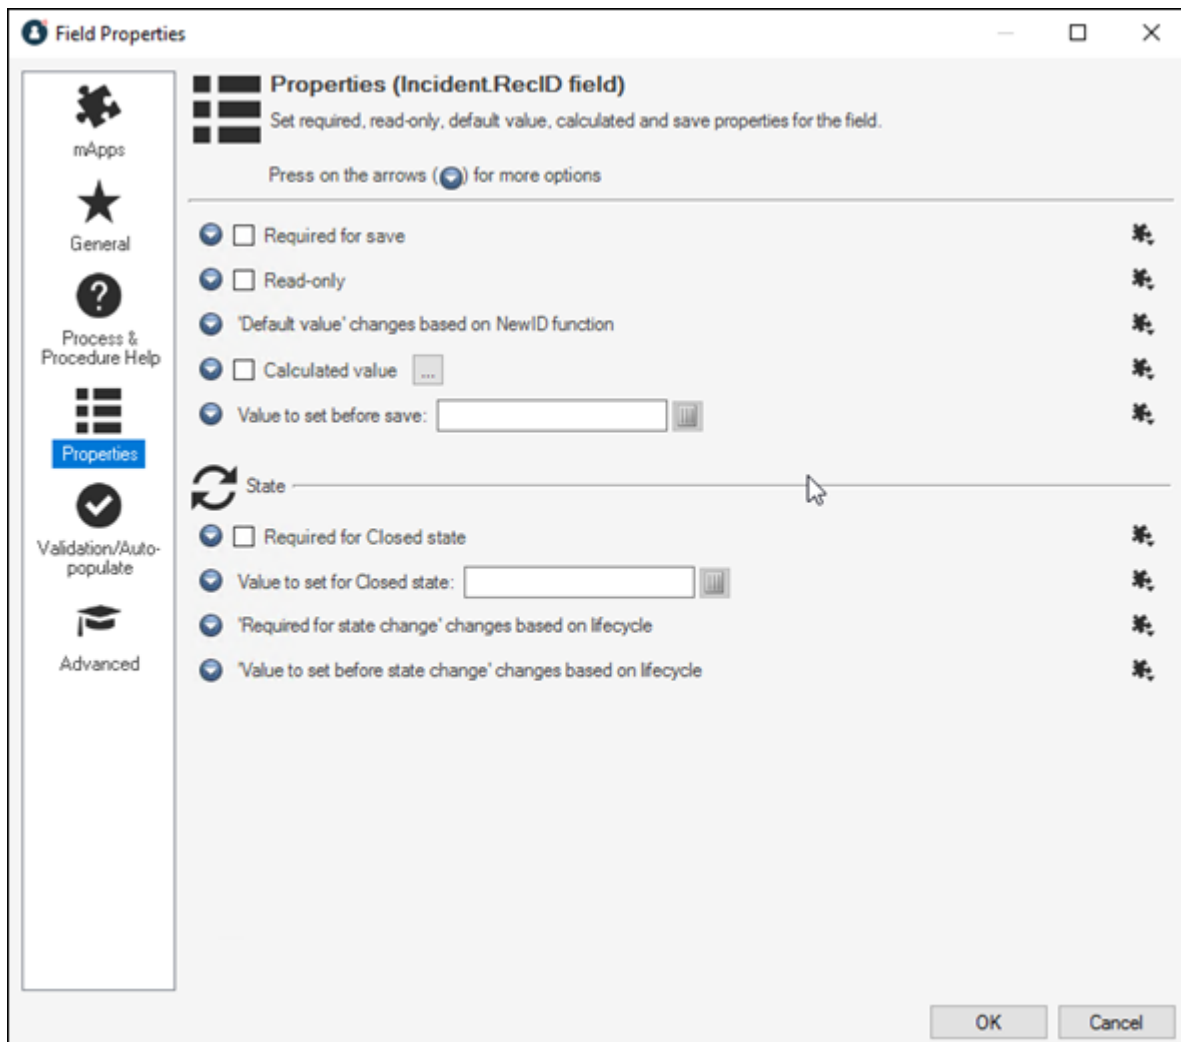 Field Properties
mApps
General
Process &
Procedure Help
Properties
Validation/Auto-
populate
Advanced
Properties (Incident.RecID field)
Set required, read-only, default value, calculated and save properties for the field.
Press on the arrows ( ) for more options
Required for save
Read-only
'Default value' changes based on NewID function
Calculated value ...
Value to set before save:
State
Required for Closed state
Value to set for Closed state:
'Required for state change' changes based on lifecycle
'Value to set before state change' changes based on lifecycle
OK
Cancel